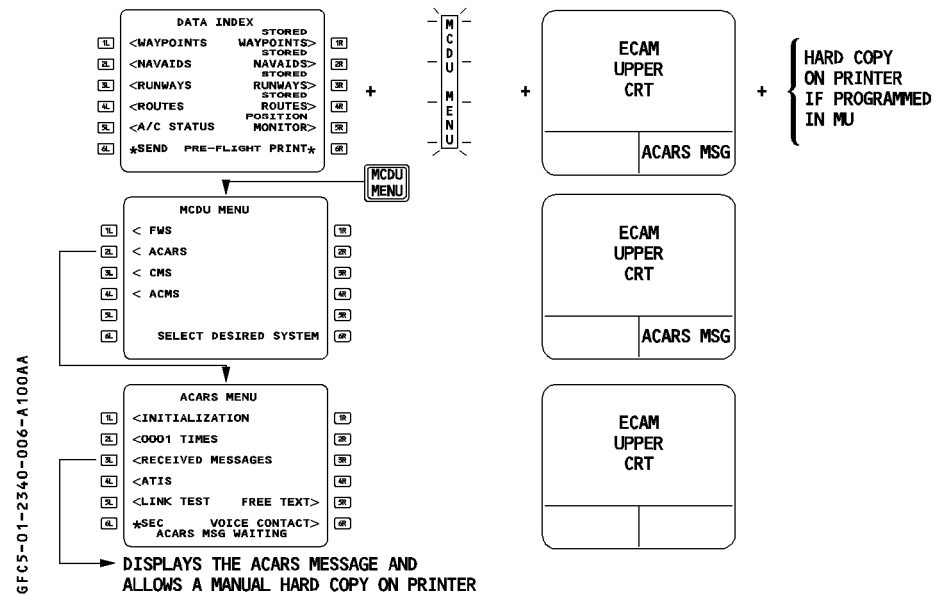 DATA INDEX
STORED
1L <WAYPOINTS WAYPOINTS> 1R
STORED
2L <NAVAIDS NAVAIDS> 2R
STORED
3L <RUNWAYS RUNWAYS> 3R
STORED
4L <ROUTES ROUTES> 4R
POSITION
5L <A/C STATUS MONITOR> 5R
6L *SEND PRE-FLIGHT PRINT* 6R
+
MCDU MENU
+
ECAM
UPPER
CRT
ACARS MSG
+
HARD COPY
ON PRINTER
IF PROGRAMMED
IN MU
MCDU
MENU
MCDU MENU
1L < FWS 1R
2L < ACARS 2R
3L < CMS 3R
4L < ACMS 4R
5L 5R
6L SELECT DESIRED SYSTEM 6R
ECAM
UPPER
CRT
ACARS MSG
ACARS MENU
1L <INITIALIZATION 1R
2L <0001 TIMES 2R
3L <RECEIVED MESSAGES 3R
4L <ATIS 4R
5L <LINK TEST FREE TEXT> 5R
6L *SEC VOICE CONTACT> 6R
ACARS MSG WAITING
ECAM
UPPER
CRT
DISPLAYS THE ACARS MESSAGE AND
ALLOWS A MANUAL HARD COPY ON PRINTER
GFC5-01-2340-006-A100AA